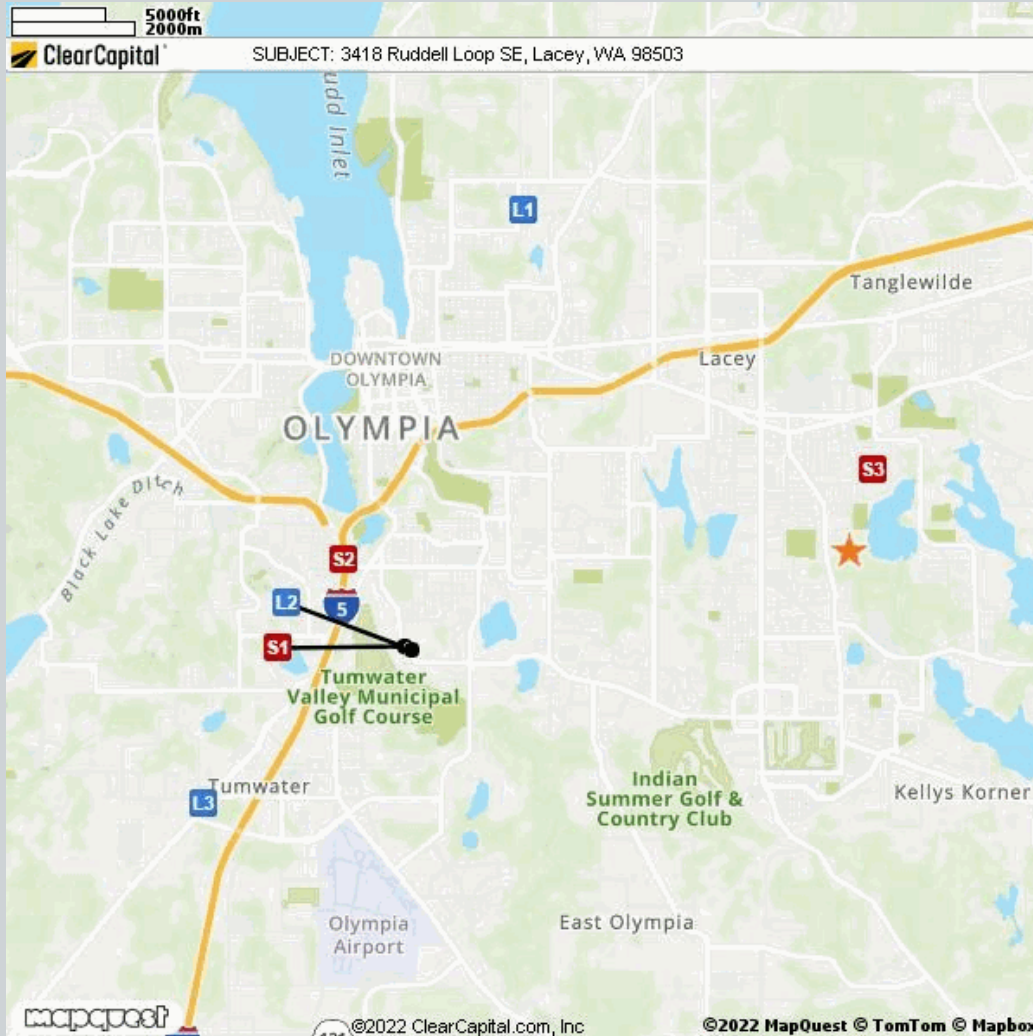 5000ft
2000m
ClearCapital
SUBJECT: 3418 Ruddell Loop SE, Lacey, WA 98503
udd Inlet
L1
Tanglewilde
DOWNTOWN
OLYMPIA
Lacey
OLYMPIA
S3
Black Lake Ditch
S2
L2
5
S1
Tumwater
Valley Municipal
Golf Course
Indian
Summer Golf &
Country Club
Tumwater
L3
Kellys Korner
Olympia
Airport
East Olympia
mapquest
©2022 ClearCapital.com, Inc
©2022 MapQuest © TomTom © Mapbox